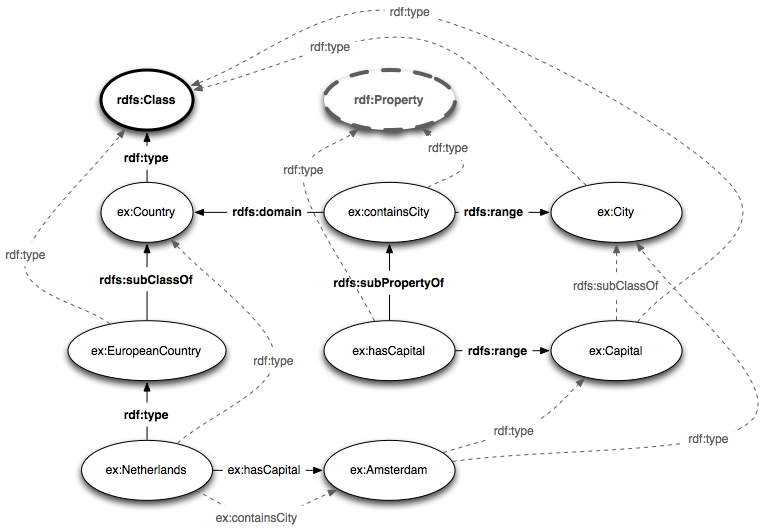 rdf:type
rdf:type
rdfs:Class
rdf:Property
rdf:type
rdf:type
rdf:type
ex:Country
rdfs:domain
ex:containsCity
rdfs:range
ex:City
rdf:type
rdfs:subClassOf
rdfs:subPropertyOf
rdfs:subClassOf
ex:EuropeanCountry
rdf:type
ex:hasCapital
rdfs:range
ex:Capital
rdf:type
rdf:type
rdf:type
ex:Netherlands
ex:hasCapital
ex:Amsterdam
ex:containsCity